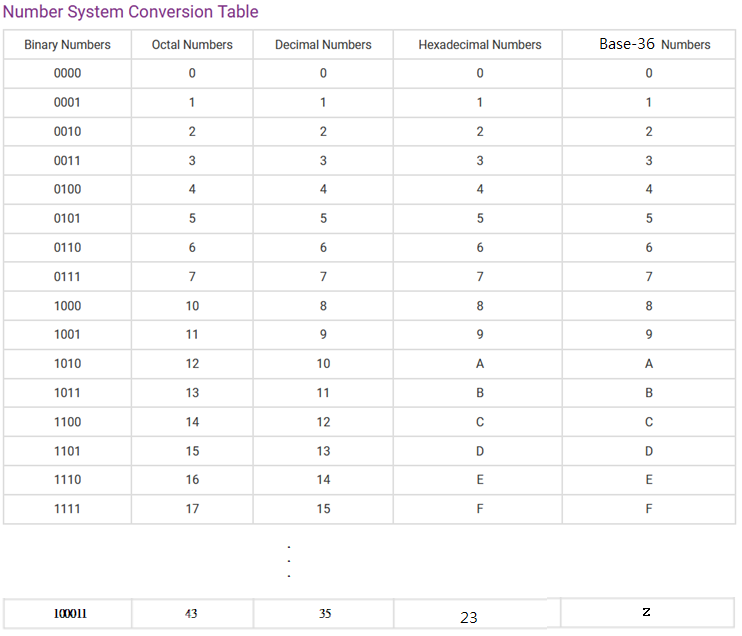 Number System Conversion Table
Binary Numbers Octal Numbers Decimal Numbers Hexadecimal Numbers Base-36 Numbers
0000 0 0 0 0
0001 1 1 1 1
0010 2 2 2 2
0011 3 3 3 3
0100 4 4 4 4
0101 5 5 5 5
0110 6 6 6 6
0111 7 7 7 7
1000 10 8 8 8
1001 11 9 9 9
1010 12 10 A A
1011 13 11 B B
1100 14 12 C C
1101 15 13 D D
1110 16 14 E E
1111 17 15 F F
.
.
.
100011 43 35 23 Z